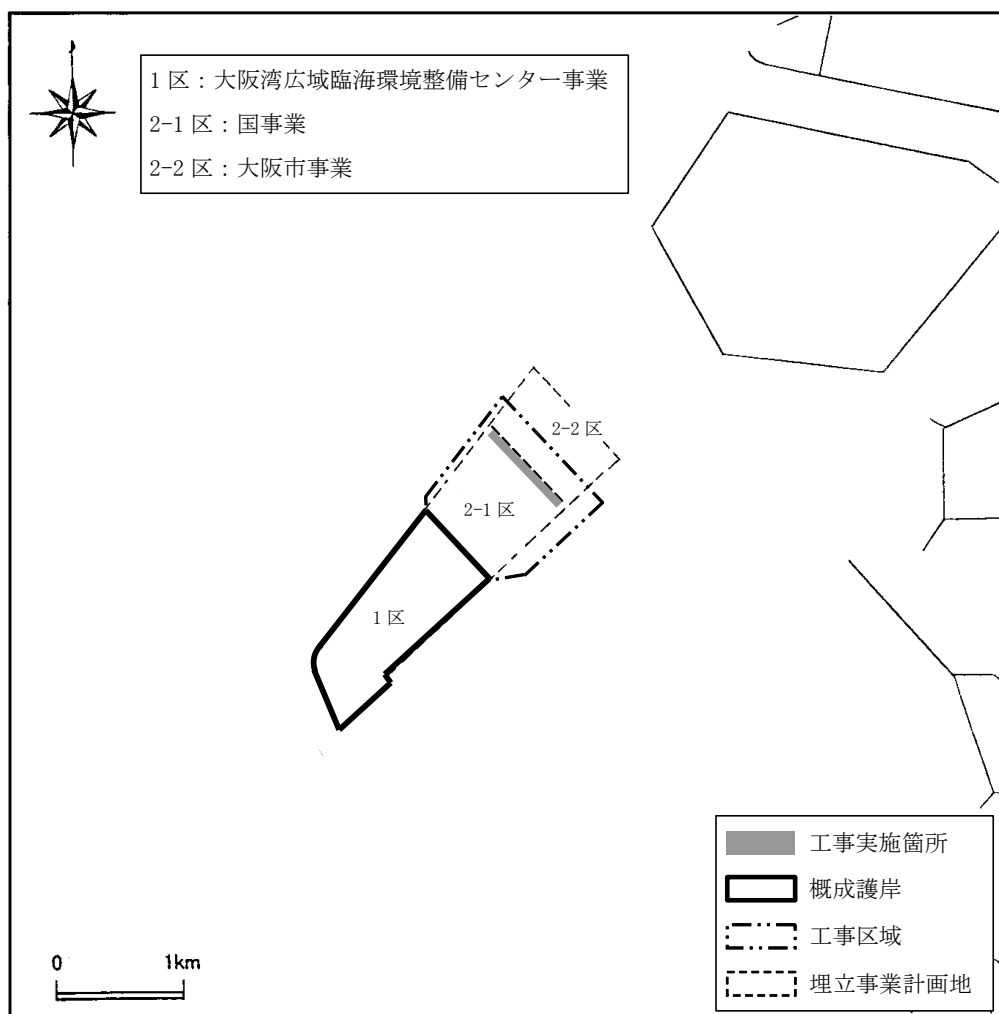 1 区：大阪湾広域臨海環境整備センター事業
2-1 区：国事業
2-2 区：大阪市事業
2-2 区
2-1 区
1 区
工事実施箇所
概成護岸
工事区域
埋立事業計画地
0 1km